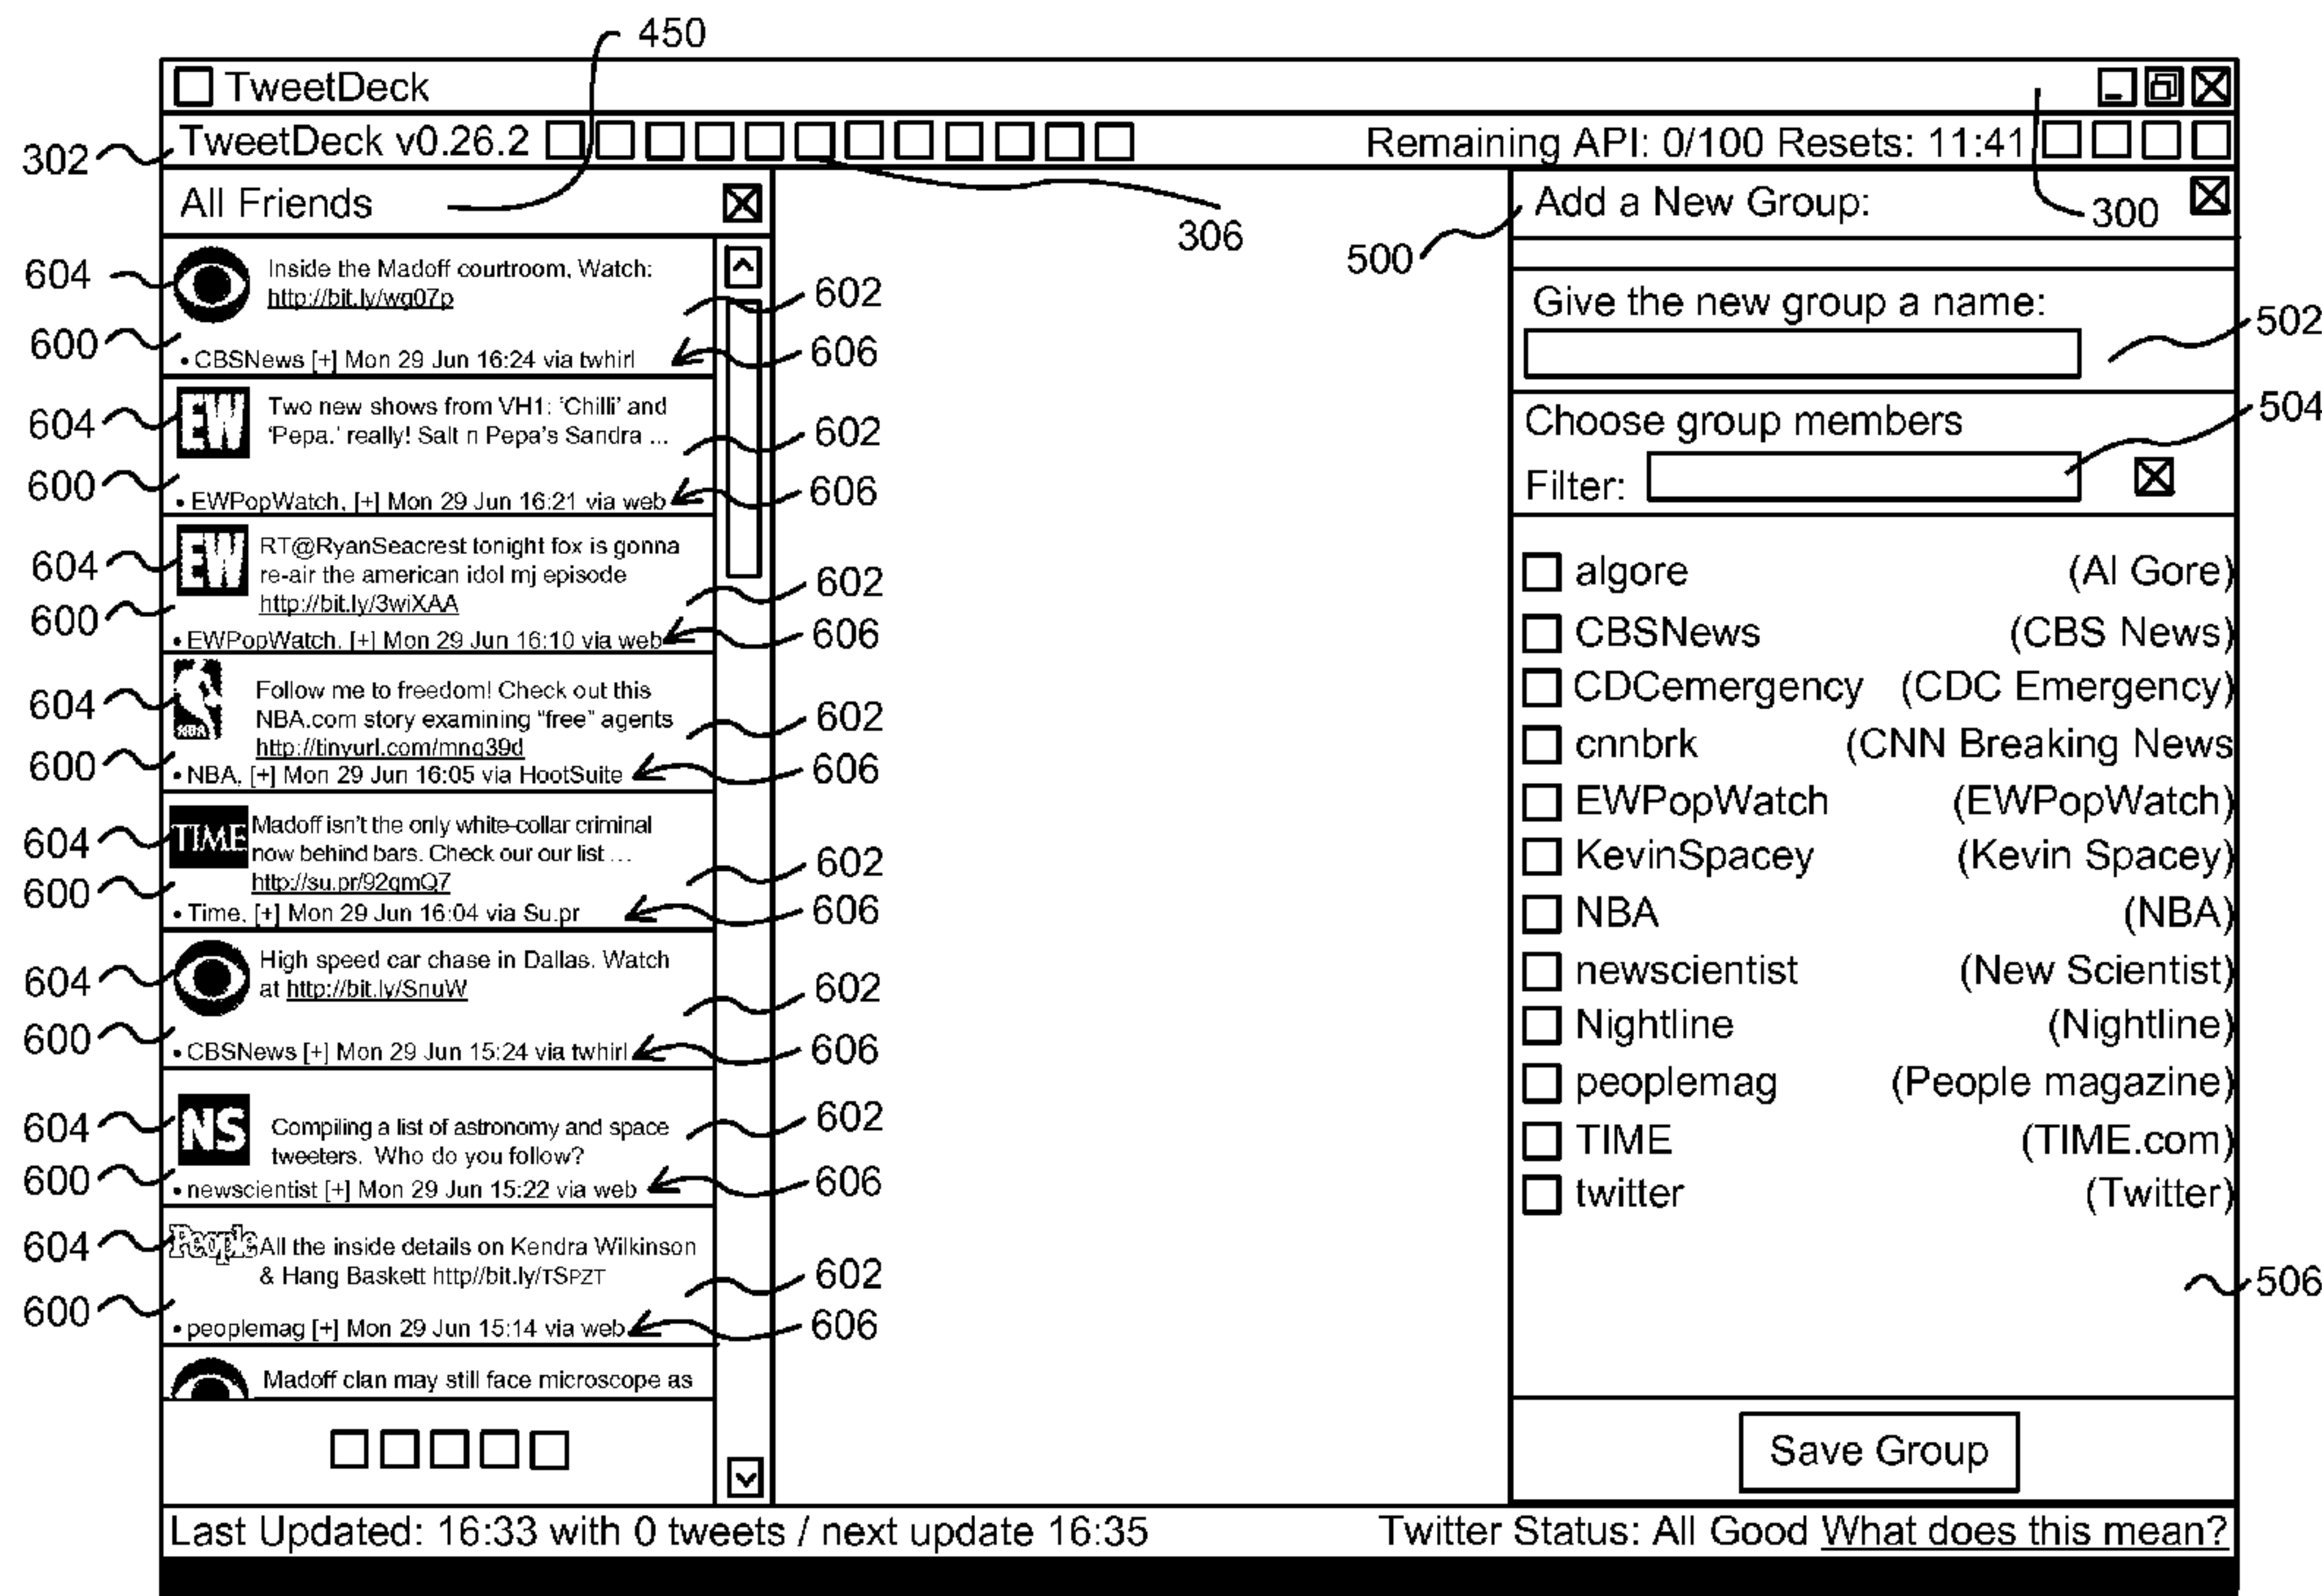 450
TweetDeck
302
TweetDeck v0.26.2
Remaining API: 0/100 Resets: 11:41
All Friends
306
604
Inside the Madoff courtroom, Watch:
http://bit.ly/wg07p
602
600
606
• CBSNews [+] Mon 29 Jun 16:24 via twhirl
604
EW
Two new shows from VH1: 'Chilli' and
'Pepa.' really! Salt n Pepa's Sandra ...
602
600
606
• EWPopWatch, [+] Mon 29 Jun 16:21 via web
604
EW
RT@RyanSeacrest tonight fox is gonna
re-air the american idol mj episode
http://bit.ly/3wiXAA
602
600
606
• EWPopWatch. [+] Mon 29 Jun 16:10 via web
604
NBA
Follow me to freedom! Check out this
NBA.com story examining "free" agents
http://tinyurl.com/mnq39d
602
600
606
• NBA, [+] Mon 29 Jun 16:05 via HootSuite
604
TIME
Madoff isn't the only white-collar criminal
now behind bars. Check our our list ...
http://su.pr/92qmQ7
602
600
606
• Time, [+] Mon 29 Jun 16:04 via Su.pr
604
High speed car chase in Dallas. Watch
at http://bit.ly/SnuW
602
600
606
• CBSNews [+] Mon 29 Jun 15:24 via twhirl
604
NS
Compiling a list of astronomy and space
tweeters. Who do you follow?
602
600
606
• newscientist [+] Mon 29 Jun 15:22 via web
604
People
All the inside details on Kendra Wilkinson
& Hang Baskett http//bit.ly/TSPZT
602
600
606
• peoplemag [+] Mon 29 Jun 15:14 via web
Madoff clan may still face microscope as
500
Add a New Group:
300
Give the new group a name:
502
Choose group members
504
Filter:
algore (Al Gore)
CBSNews (CBS News)
CDCemergency (CDC Emergency)
cnnbrk (CNN Breaking News
EWPopWatch (EWPopWatch)
KevinSpacey (Kevin Spacey)
NBA (NBA)
newscientist (New Scientist)
Nightline (Nightline)
peoplemag (People magazine)
TIME (TIME.com)
twitter (Twitter)
506
Save Group
Last Updated: 16:33 with 0 tweets / next update 16:35
Twitter Status: All Good What does this mean?